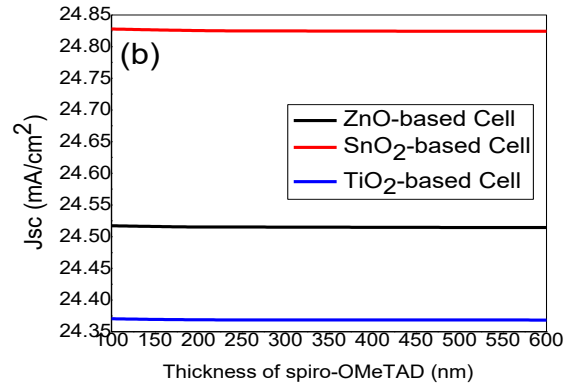 (b)
Jsc (mA/cm²)
24.85
24.80
24.75
24.70
24.65
24.60
24.55
24.50
24.45
24.40
24.35
ZnO-based Cell
SnO₂-based Cell
TiO₂-based Cell
100 150 200 250 300 350 400 450 500 550 600
Thickness of spiro-OMeTAD (nm)